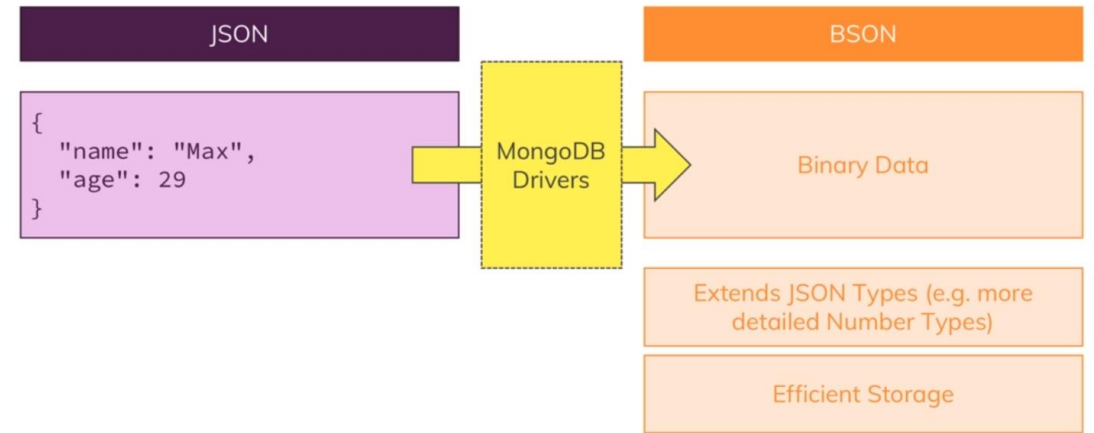 JSON
BSON
{
"name": "Max",
"age": 29
}
MongoDB
Drivers
Binary Data
Extends JSON Types (e.g. more
detailed Number Types)
Efficient Storage